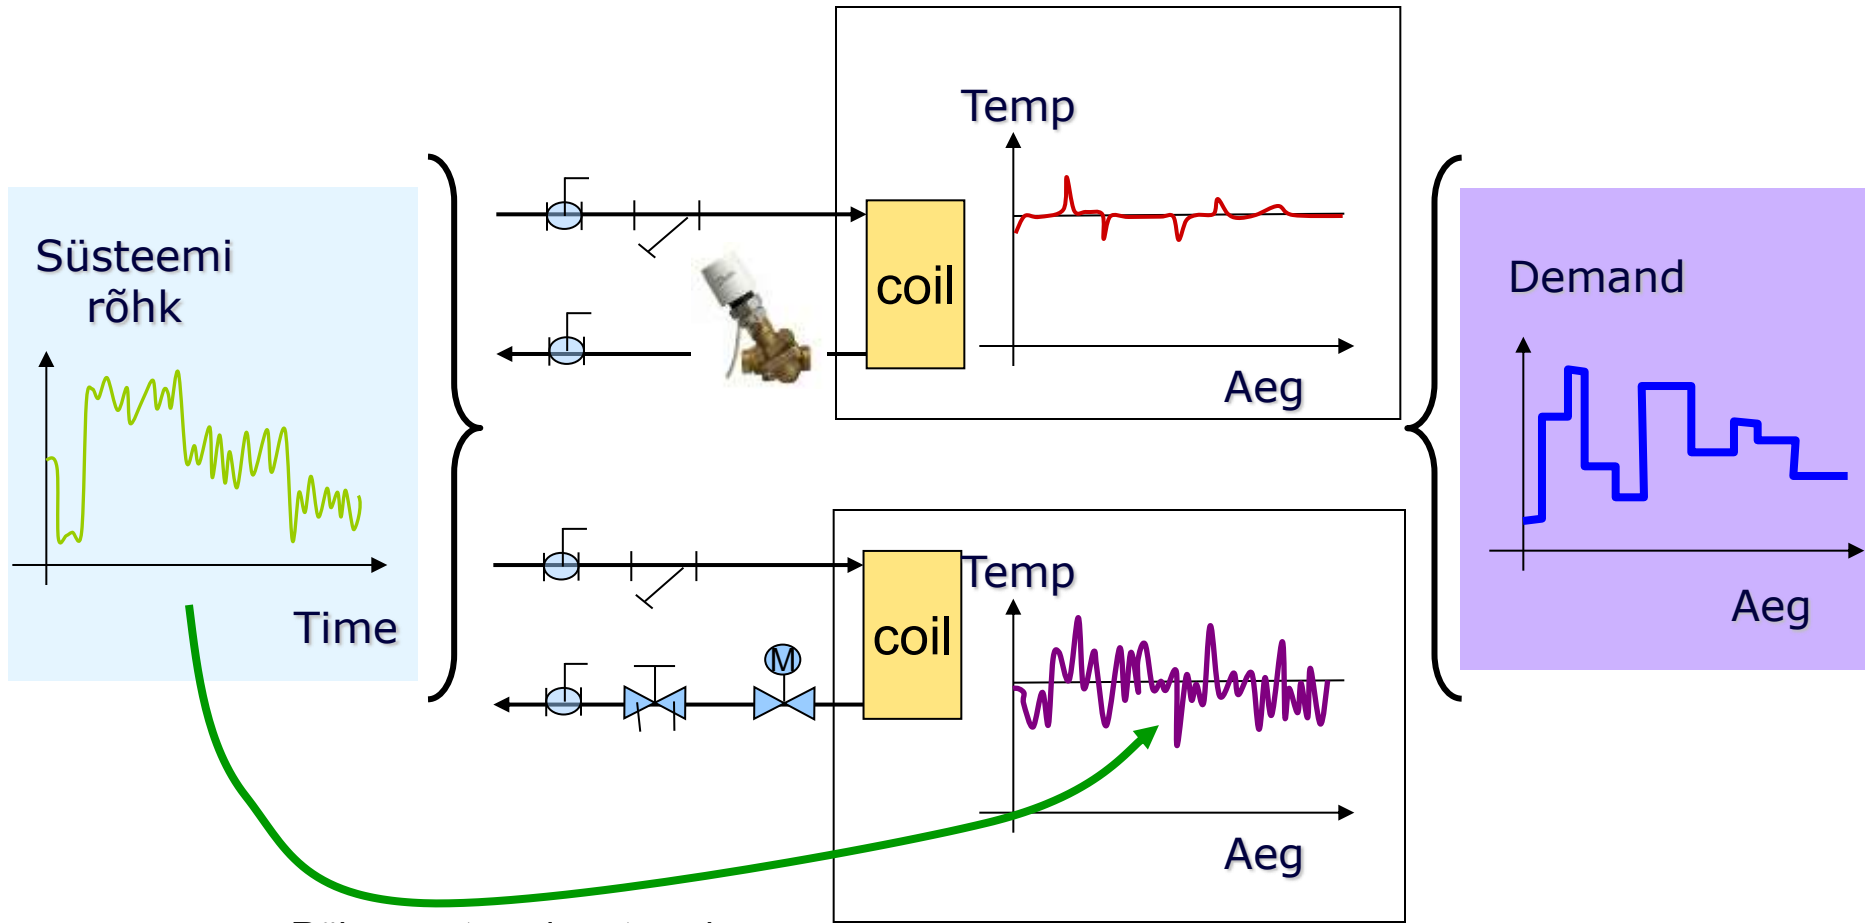 Süsteemi
rõhk
Time
Temp
coil
Aeg
Temp
coil
M
Aeg
Demand
Aeg